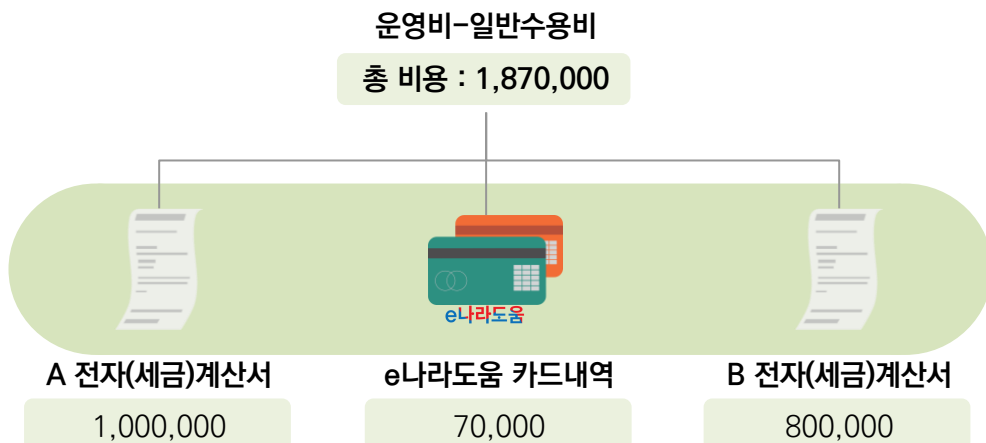 운영비-일반수용비
총 비용 : 1,870,000
e나라도움
A 전자(세금)계산서
e나라도움 카드내역
B 전자(세금)계산서
1,000,000
70,000
800,000